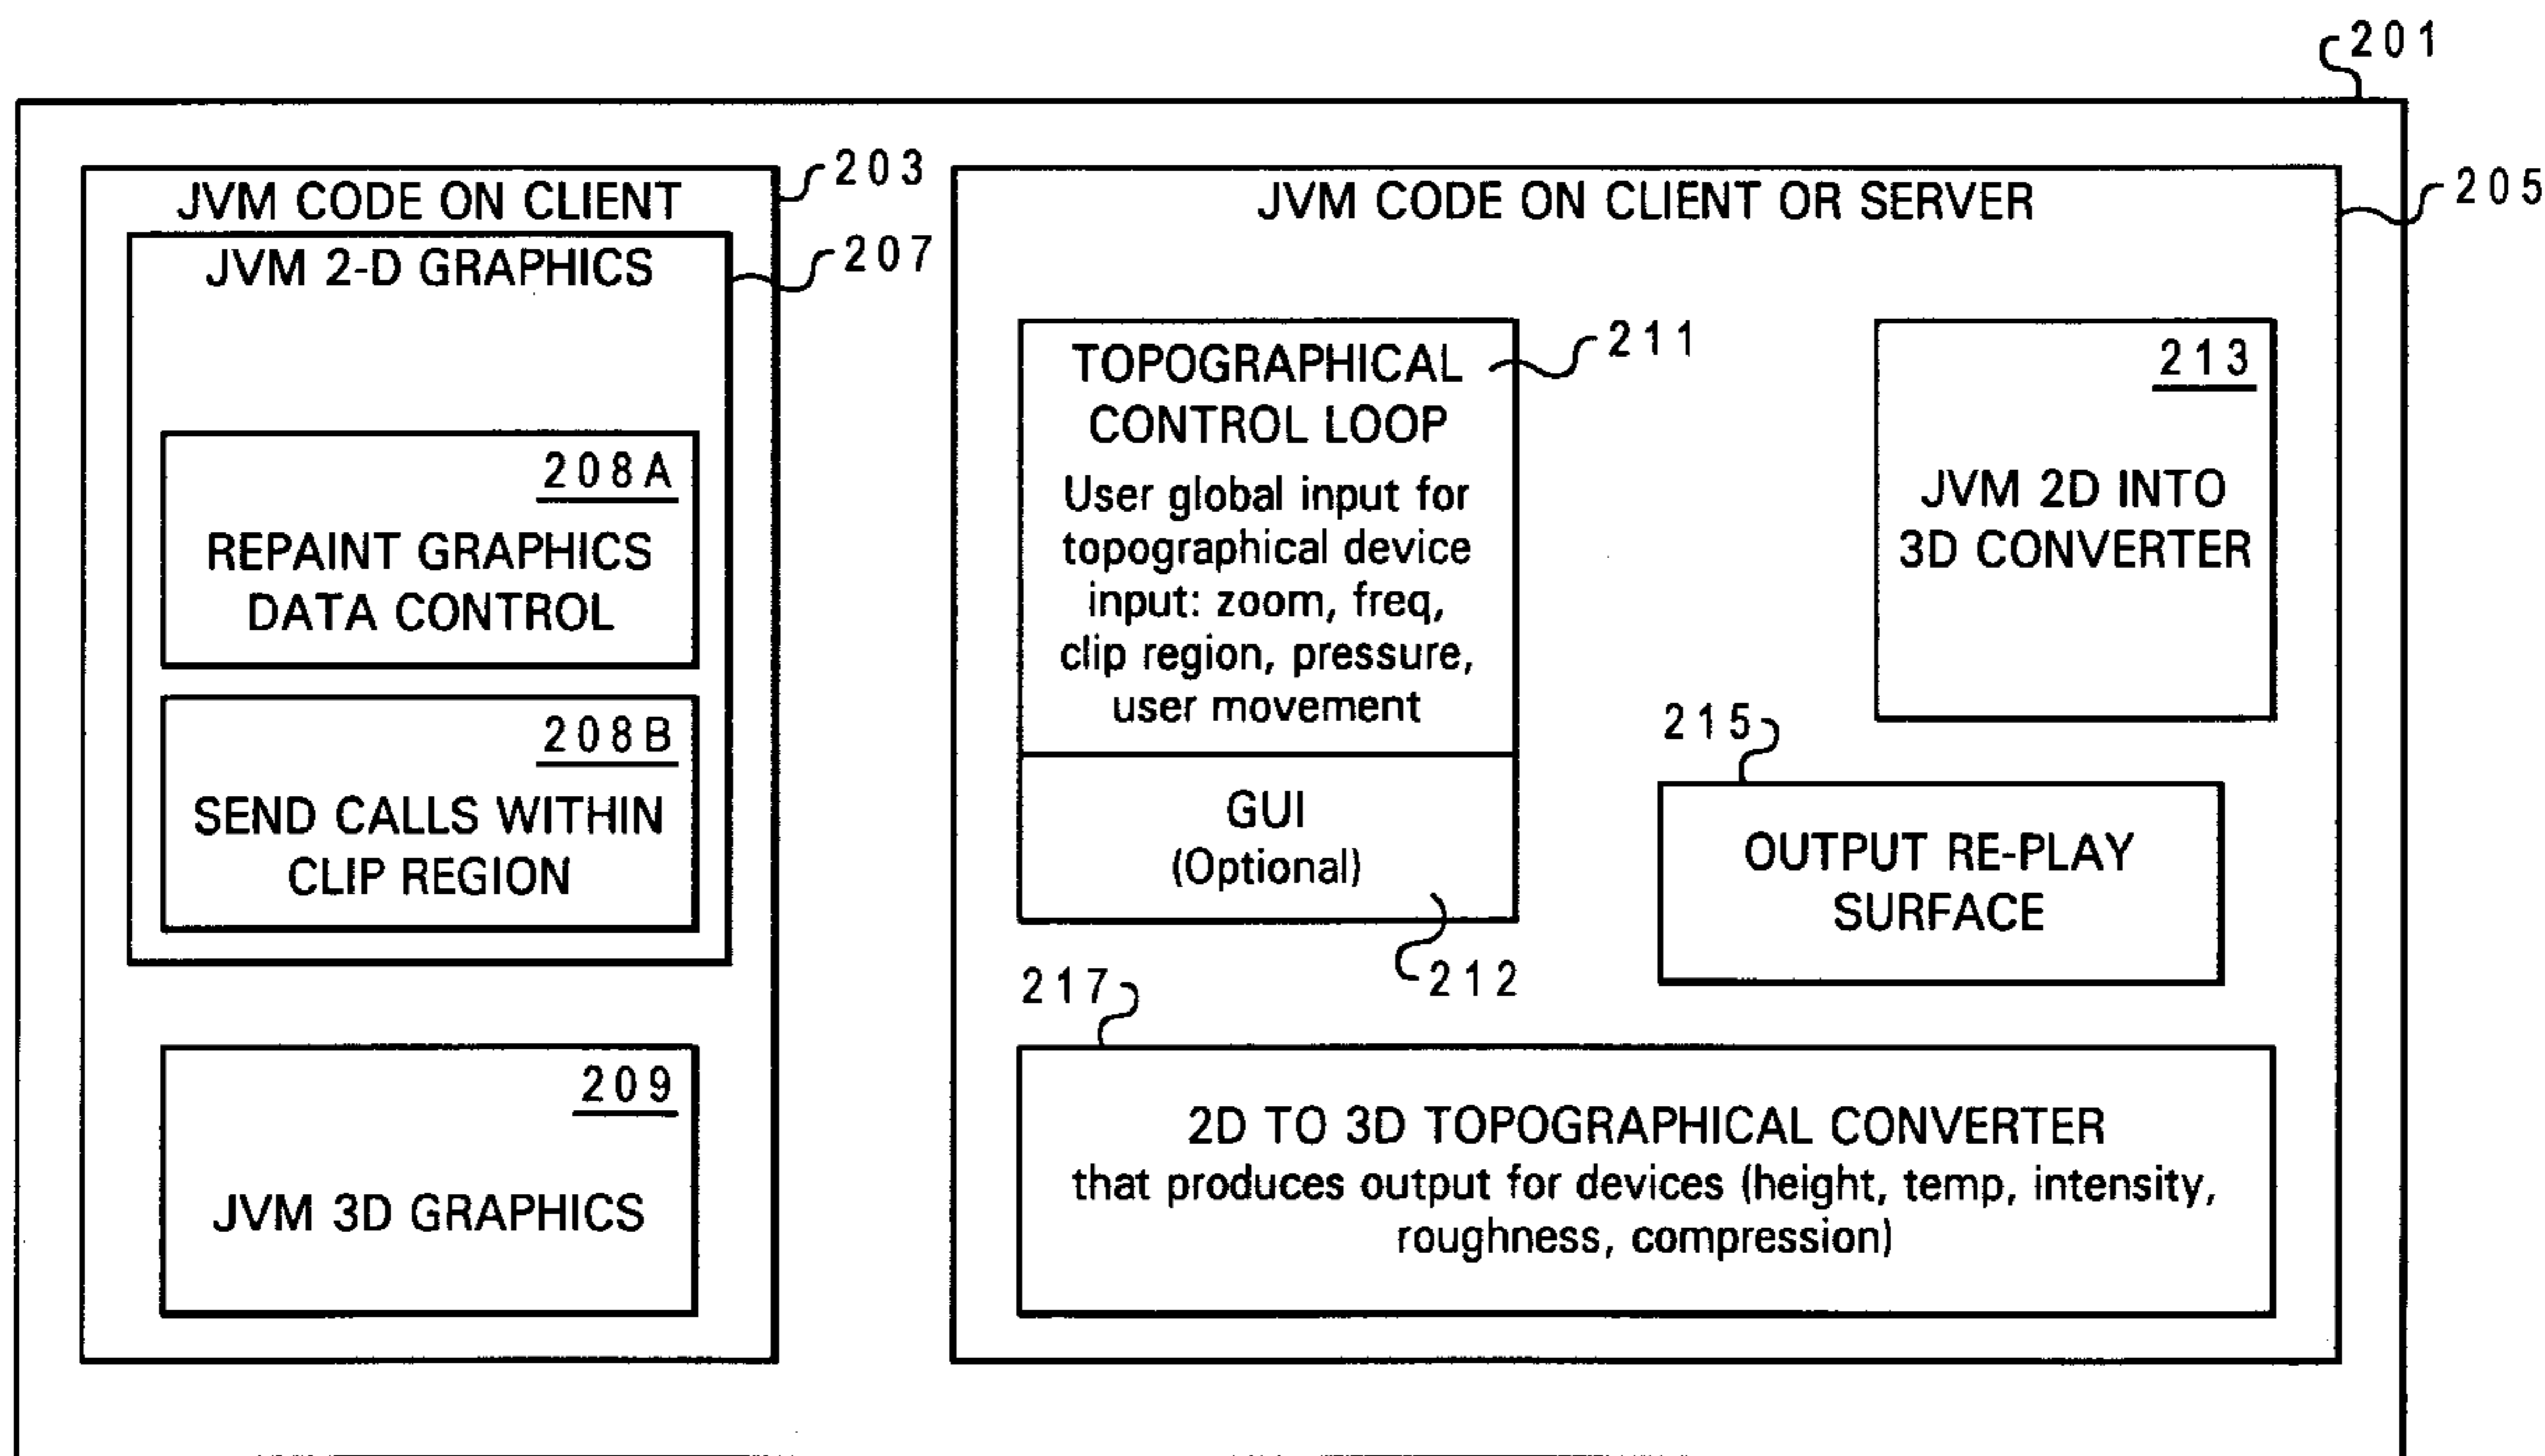 201
JVM CODE ON CLIENT
203
JVM 2-D GRAPHICS
207
208A
REPAINT GRAPHICS
DATA CONTROL
208B
SEND CALLS WITHIN
CLIP REGION
209
JVM 3D GRAPHICS
JVM CODE ON CLIENT OR SERVER
205
TOPOGRAPHICAL
CONTROL LOOP
User global input for
topographical device
input: zoom, freq,
clip region, pressure,
user movement
211
GUI
(Optional)
212
213
JVM 2D INTO
3D CONVERTER
215
OUTPUT RE-PLAY
SURFACE
217
2D TO 3D TOPOGRAPHICAL CONVERTER
that produces output for devices (height, temp, intensity,
roughness, compression)